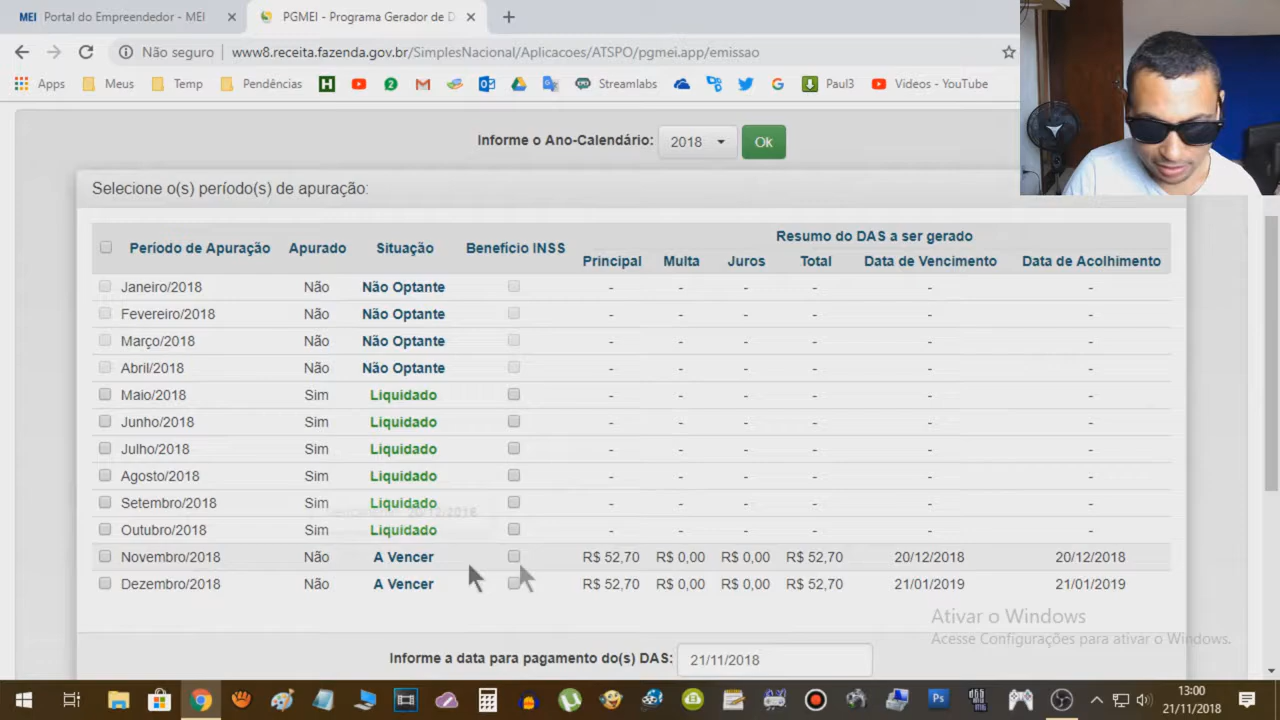 MEI Portal do Empreendedor - MEI
PGMEI - Programa Gerador de D
Não seguro
www8.receita.fazenda.gov.br/SimplesNacional/Aplicacoes/ATSPO/pgmei.app/emissao
Apps Meus Temp Pendências H 2 Streamlabs G Paul3 Videos - YouTube
Informe o Ano-Calendário: 2018 Ok
Selecione o(s) período(s) de apuração:
Resumo do DAS a ser gerado
Período de Apuração Apurado Situação Benefício INSS Principal Multa Juros Total Data de Vencimento Data de Acolhimento
Janeiro/2018 Não Não Optante - - - - - -
Fevereiro/2018 Não Não Optante - - - - - -
Março/2018 Não Não Optante - - - - - -
Abril/2018 Não Não Optante - - - - - -
Maio/2018 Sim Liquidado - - - - - -
Junho/2018 Sim Liquidado - - - - - -
Julho/2018 Sim Liquidado - - - - - -
Agosto/2018 Sim Liquidado - - - - - -
Setembro/2018 Sim Liquidado - - - - - -
20/12/2018
Outubro/2018 Sim Liquidado - - - - - -
Novembro/2018 Não A Vencer R$ 52,70 R$ 0,00 R$ 0,00 R$ 52,70 20/12/2018 20/12/2018
Dezembro/2018 Não A Vencer R$ 52,70 R$ 0,00 R$ 0,00 R$ 52,70 21/01/2019 21/01/2019
Ativar o Windows
Acesse Configurações para ativar o Windows.
Informe a data para pagamento do(s) DAS: 21/11/2018
Ps
13:00
21/11/2018